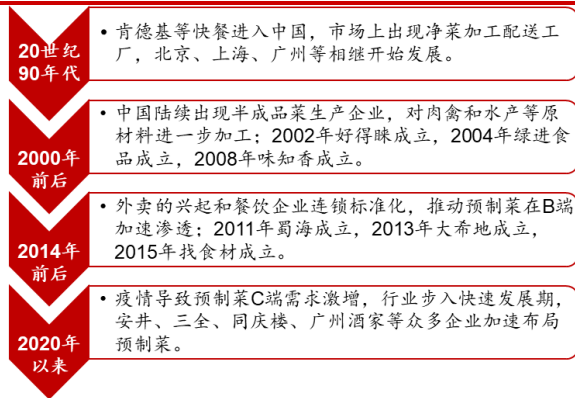 20世纪
90年代
• 肯德基等快餐进入中国，市场上出现净菜加工配送工
厂，北京、上海、广州等相继开始发展。
2000年
前后
• 中国陆续出现半成品菜生产企业，对肉禽和水产等原
材料进一步加工；2002年好得睐成立，2004年绿进食
品成立，2008年味知香成立。
2014年
前后
• 外卖的兴起和餐饮企业连锁标准化，推动预制菜在B端
加速渗透；2011年蜀海成立，2013年大希地成立，
2015年找食材成立。
2020年
以来
• 疫情导致预制菜C端需求激增，行业步入快速发展期，
安井、三全、同庆楼、广州酒家等众多企业加速布局
预制菜。